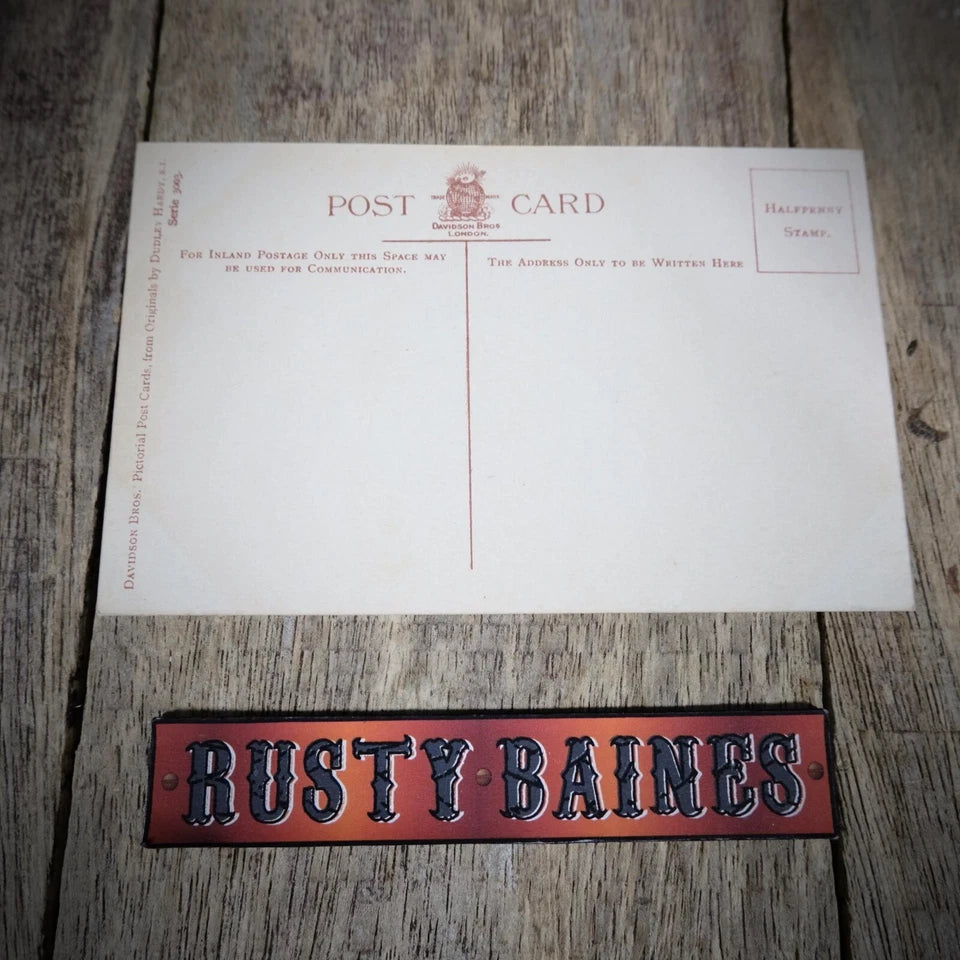 POST CARD
TRADE MARK
DAVIDSON BROS
LONDON.
HALFPENNY
STAMP.
FOR INLAND POSTAGE ONLY THIS SPACE MAY
BE USED FOR COMMUNICATION.
THE ADDRESS ONLY TO BE WRITTEN HERE
DAVIDSON BROS.' Pictorial Post Cards, from Originals by DUDLEY HARDY, R.I.
Serie 3003.
RUSTY BAINES